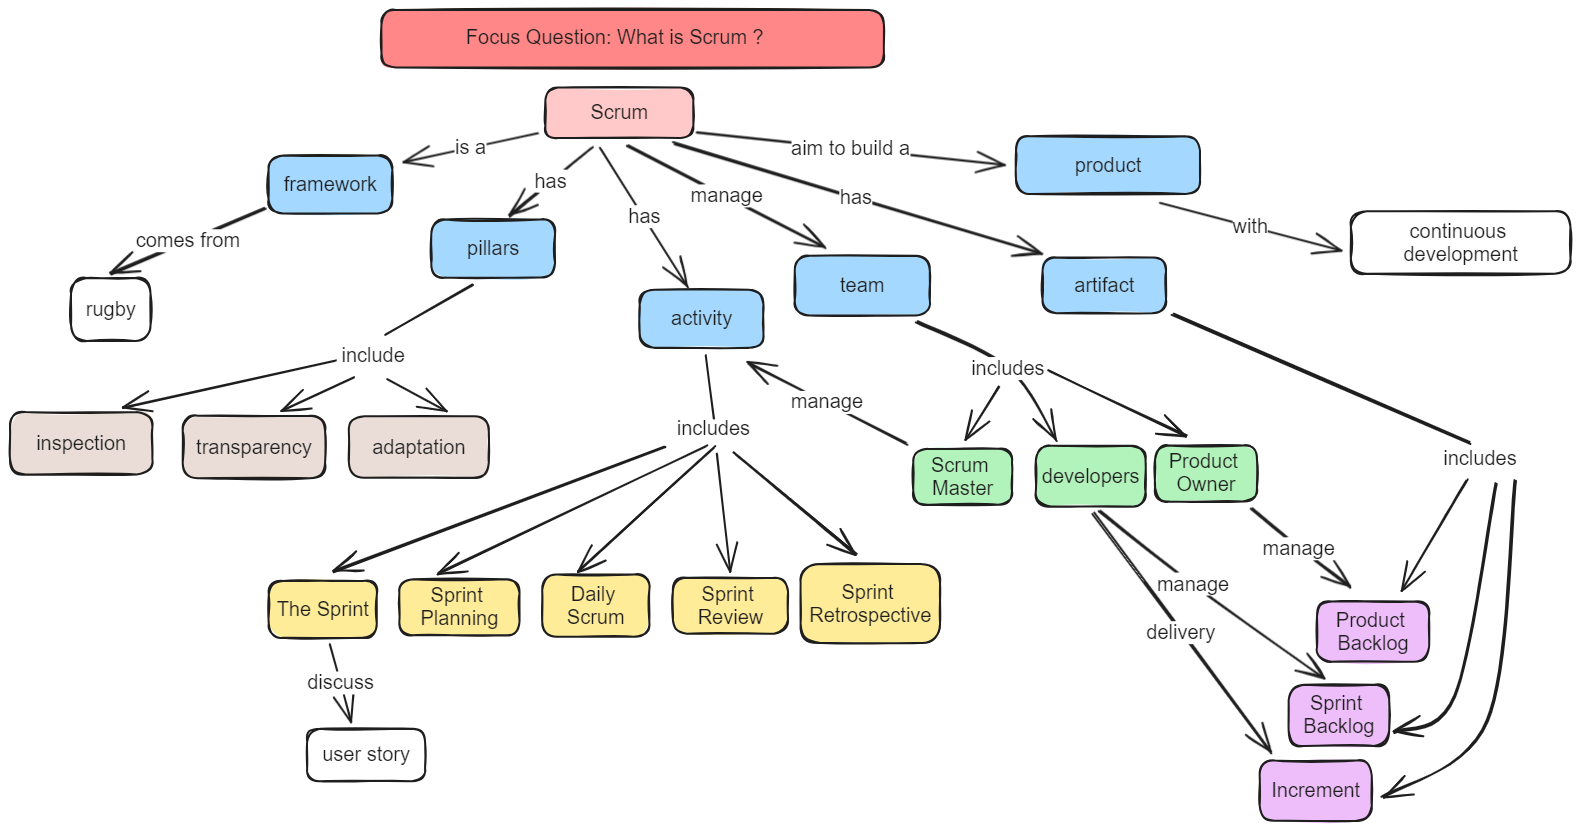 Focus Question: What is Scrum ?
Scrum
is a
aim to build a
has
manage
has
has
framework
product
pillars
comes from
with
continuous
development
rugby
activity
team
artifact
include
includes
manage
includes
includes
inspection
transparency
adaptation
Scrum
Master
developers
Product
Owner
manage
The Sprint
Sprint
Planning
Daily
Scrum
Sprint
Review
Sprint
Retrospective
manage
delivery
Product
Backlog
discuss
Sprint
Backlog
user story
Increment